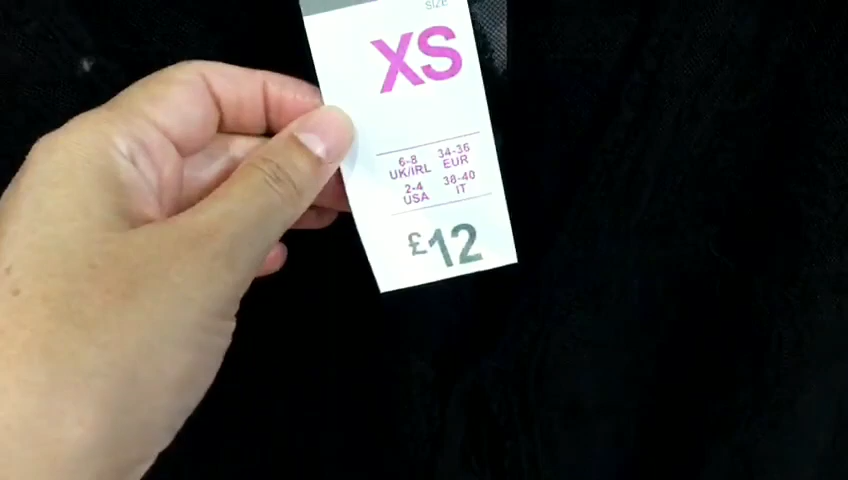 SIZE
XS
6-8 34-36
UK/IRL EUR
2-4 38-40
USA IT
£12